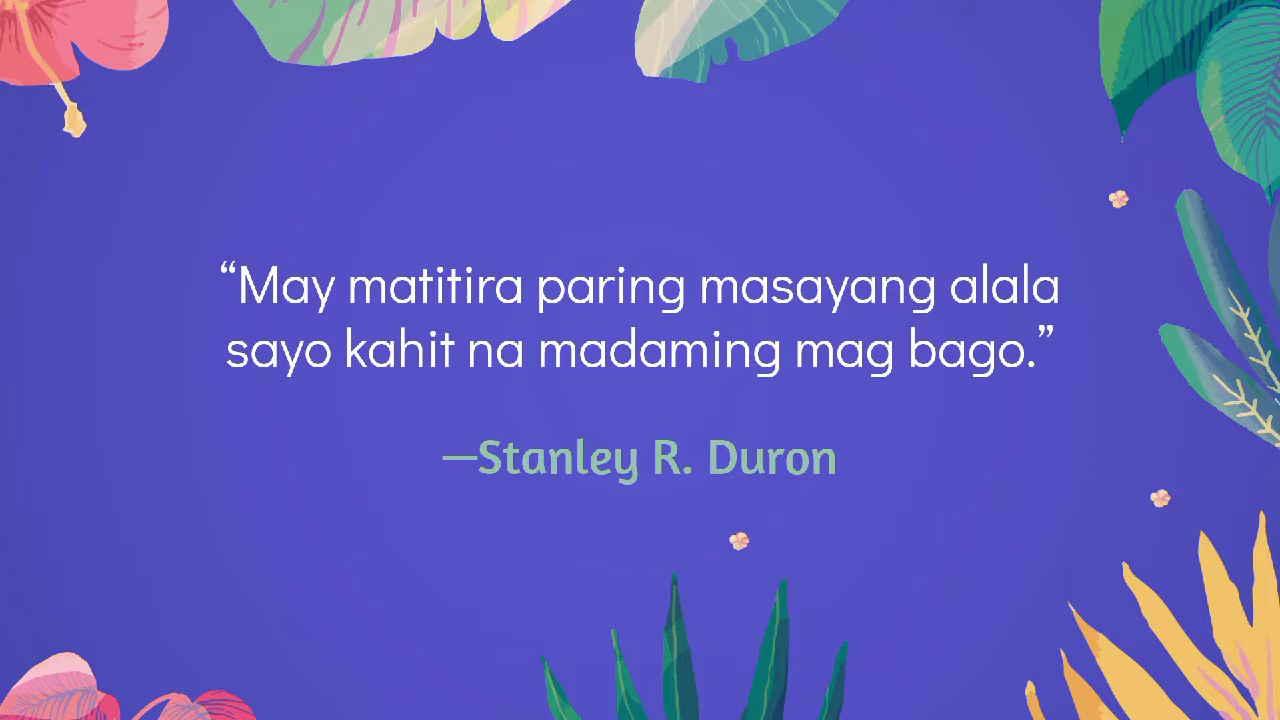 “May matitira paring masayang alala
sayo kahit na madaming mag bago.”
—Stanley R. Duron